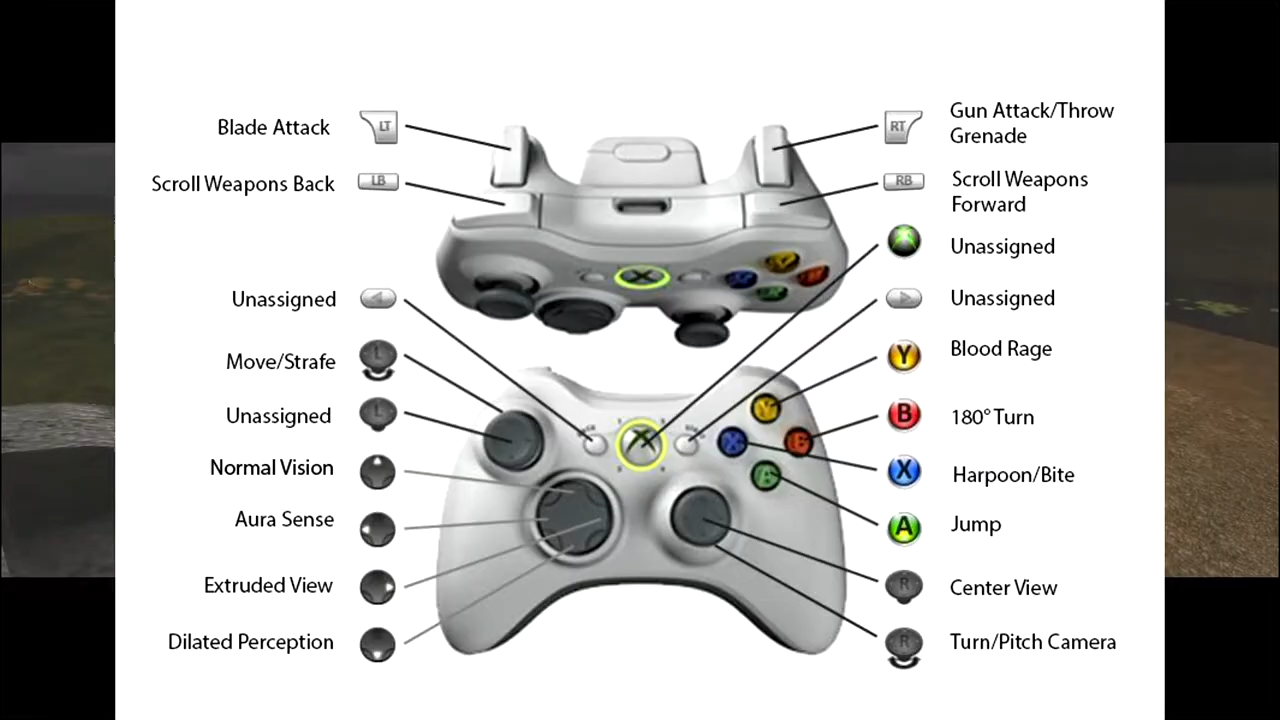 Blade Attack
LT
Scroll Weapons Back
LB
Unassigned
Move/Strafe
L
Unassigned
L
Normal Vision
Aura Sense
Extruded View
Dilated Perception
RT
Gun Attack/Throw
Grenade
RB
Scroll Weapons
Forward
Unassigned
Unassigned
Y
Blood Rage
B
180° Turn
X
Harpoon/Bite
A
Jump
R
Center View
R
Turn/Pitch Camera
Y
X
B
A